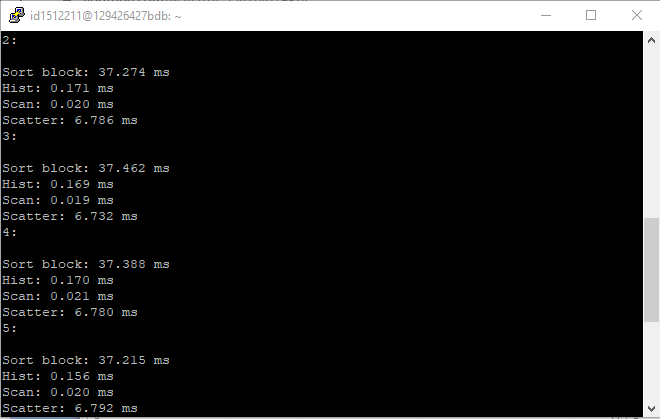 id1512211@129426427bdb: ~
2:
Sort block: 37.274 ms
Hist: 0.171 ms
Scan: 0.020 ms
Scatter: 6.786 ms
3:
Sort block: 37.462 ms
Hist: 0.169 ms
Scan: 0.019 ms
Scatter: 6.732 ms
4:
Sort block: 37.388 ms
Hist: 0.170 ms
Scan: 0.021 ms
Scatter: 6.780 ms
5:
Sort block: 37.215 ms
Hist: 0.156 ms
Scan: 0.020 ms
Scatter: 6.792 ms